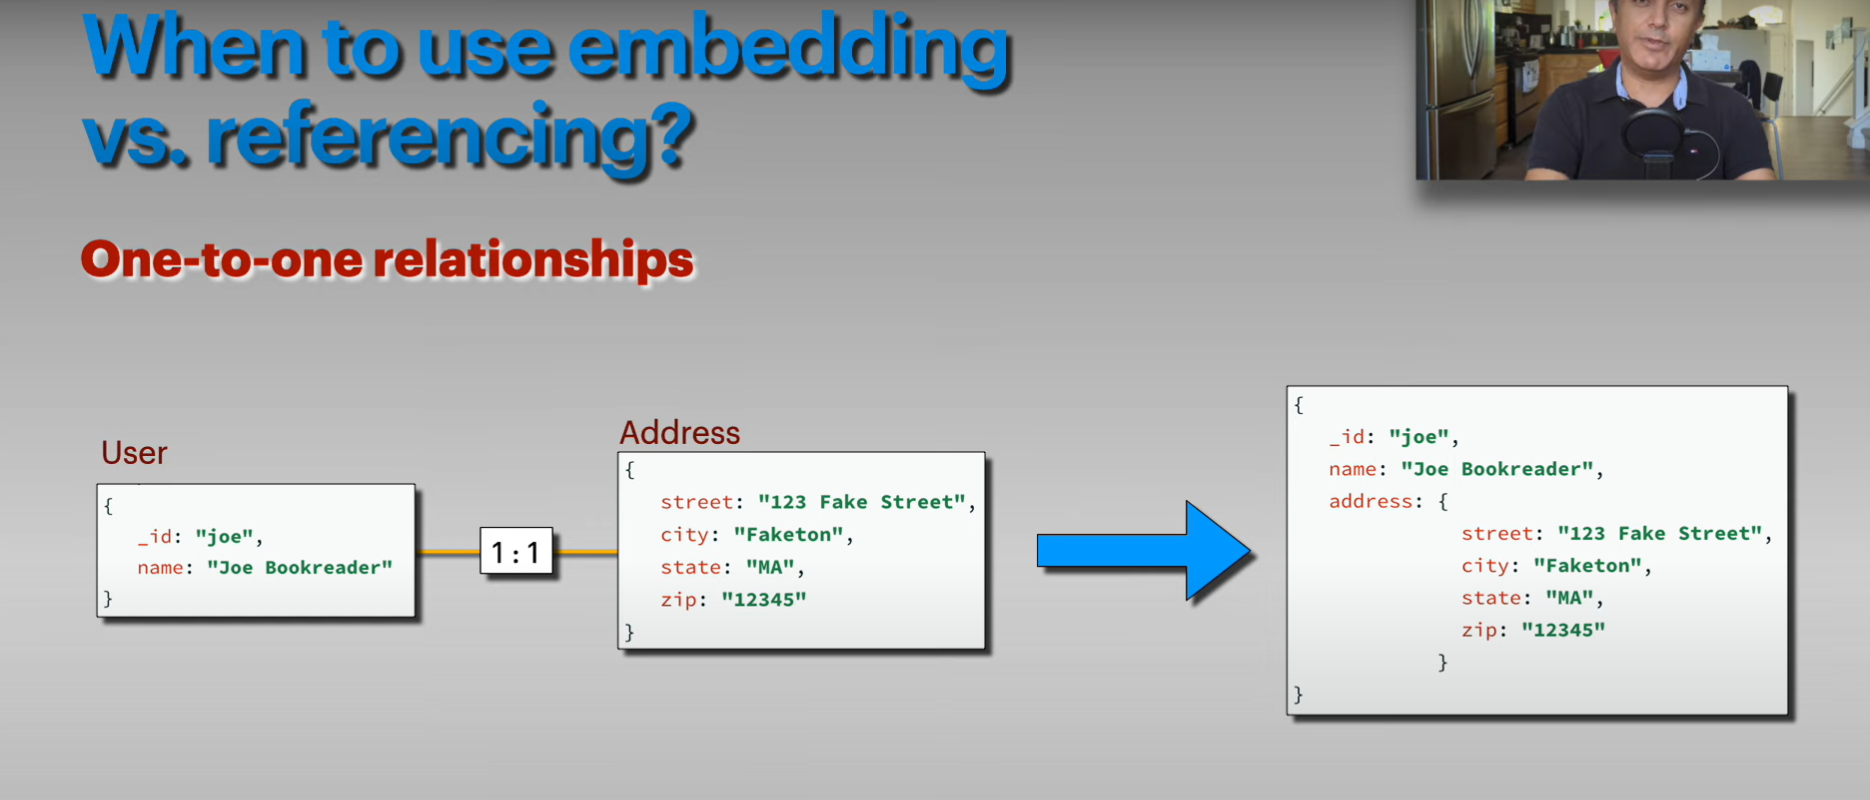 When to use embedding
vs. referencing?
One-to-one relationships
User
{
_id: "joe",
name: "Joe Bookreader"
}
1:1
Address
{
street: "123 Fake Street",
city: "Faketon",
state: "MA",
zip: "12345"
}
{
_id: "joe",
name: "Joe Bookreader",
address: {
street: "123 Fake Street",
city: "Faketon",
state: "MA",
zip: "12345"
}
}